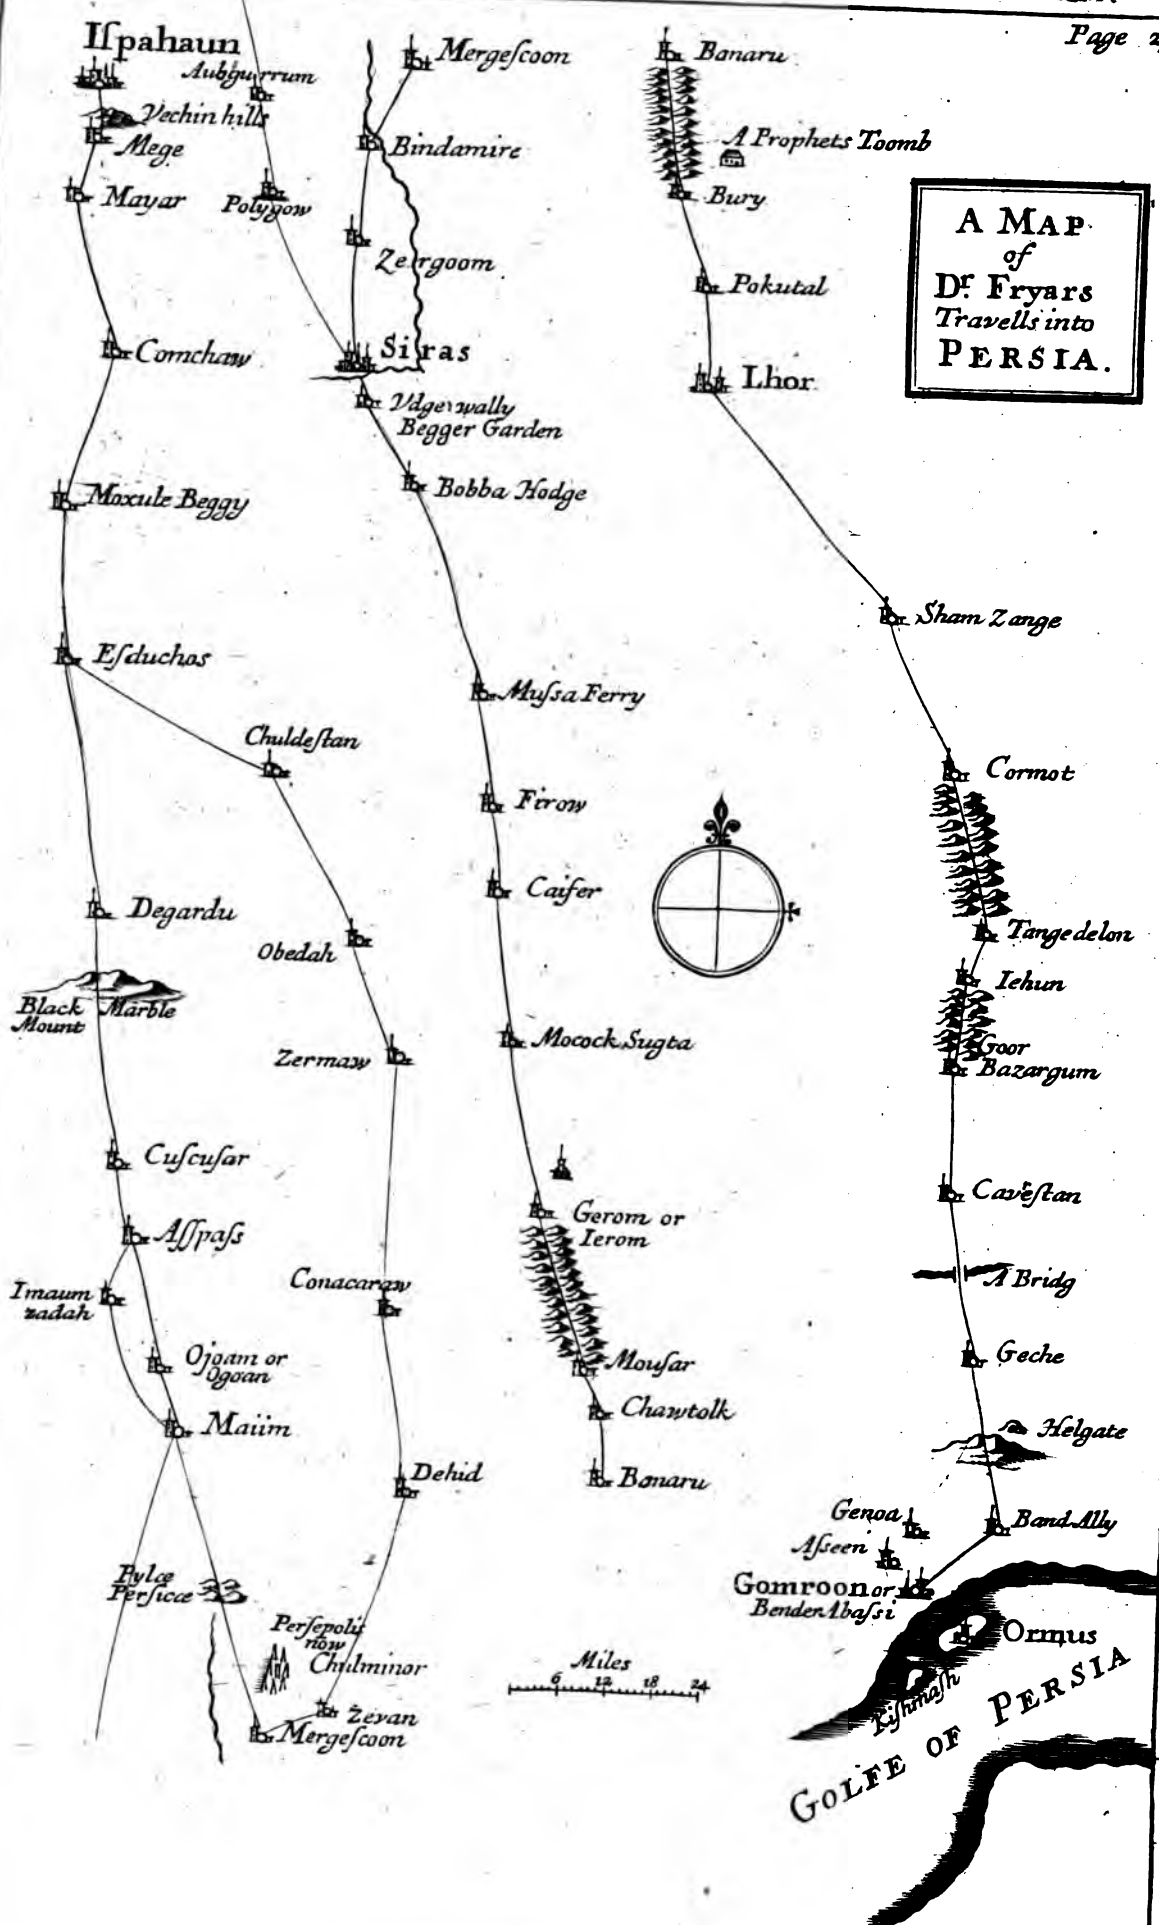 Page 2
A MAP
of
Dr. Fryars
Travells into
PERSIA.
Iſpahaun
Vechin hills
Mege
Mayar
Comchaw
Moxule Beggy
Eſduchos
Degardu
Black Marble
Mount
Cuſcuſar
Aſſpaſs
Imaum
zadah
Ojoam or
Ogoan
Maiim
Pylæ
Perſicæ
Chuldeſtan
Obedah
Zermaw
Conacaraw
Dehid
Perſepolis
now
Chulminor
Zevan
Mergeſcoon
Aubgurrum
Polygow
Mergeſcoon
Bindamire
Zergoom
Siras
Begger Garden
Bobba Hodge
Muſsa Ferry
Firow
Caifer
Mocock Sugta
Gerom or
Ierom
Mouſar
Chawtolk
Bonaru
Miles
6 12 18 24
Banaru
A Prophets Toomb
Bury
Pokutal
Lhor
Sham Zange
Cormot
Tangedelon
Iehun
Goor
Bazargum
Caveſtan
A Bridg
Geche
Helgate
Band Ally
Genoa
Aſseen
Gomroon or
Bender Abaſsi
Ormus
Kiſhmaſh
GOLFE OF PERSIA